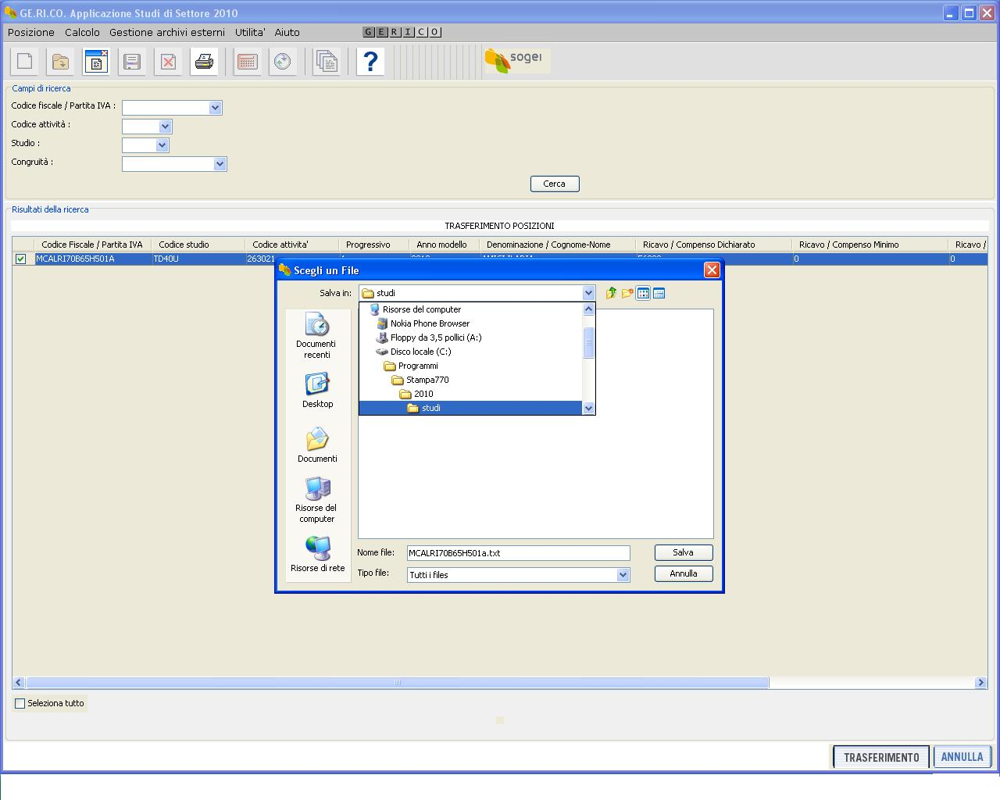 GE.RI.CO. Applicazione Studi di Settore 2010
Posizione Calcolo Gestione archivi esterni Utilita' Aiuto GERICO
? sogei
Campi di ricerca
Codice fiscale / Partita IVA :
Codice attività :
Studio :
Congruità :
Cerca
Risultati della ricerca
TRASFERIMENTO POSIZIONI
Codice Fiscale / Partita IVA Codice studio Codice attivita' Progressivo Anno modello Denominazione / Cognome-Nome Ricavo / Compenso Dichiarato Ricavo / Compenso Minimo Ricavo /
MCALRI70B65H501A TD40U 263021 0 0
Scegli un File
Salva in: studi
Risorse del computer
Nokia Phone Browser
Floppy da 3,5 pollici (A:)
Disco locale (C:)
Programmi
Stampa770
2010
studi
Documenti recenti
Desktop
Documenti
Risorse del computer
Risorse di rete
Nome file: MCALRI70B65H501a.txt Salva
Tipo file: Tutti i files Annulla
Seleziona tutto
TRASFERIMENTO ANNULLA